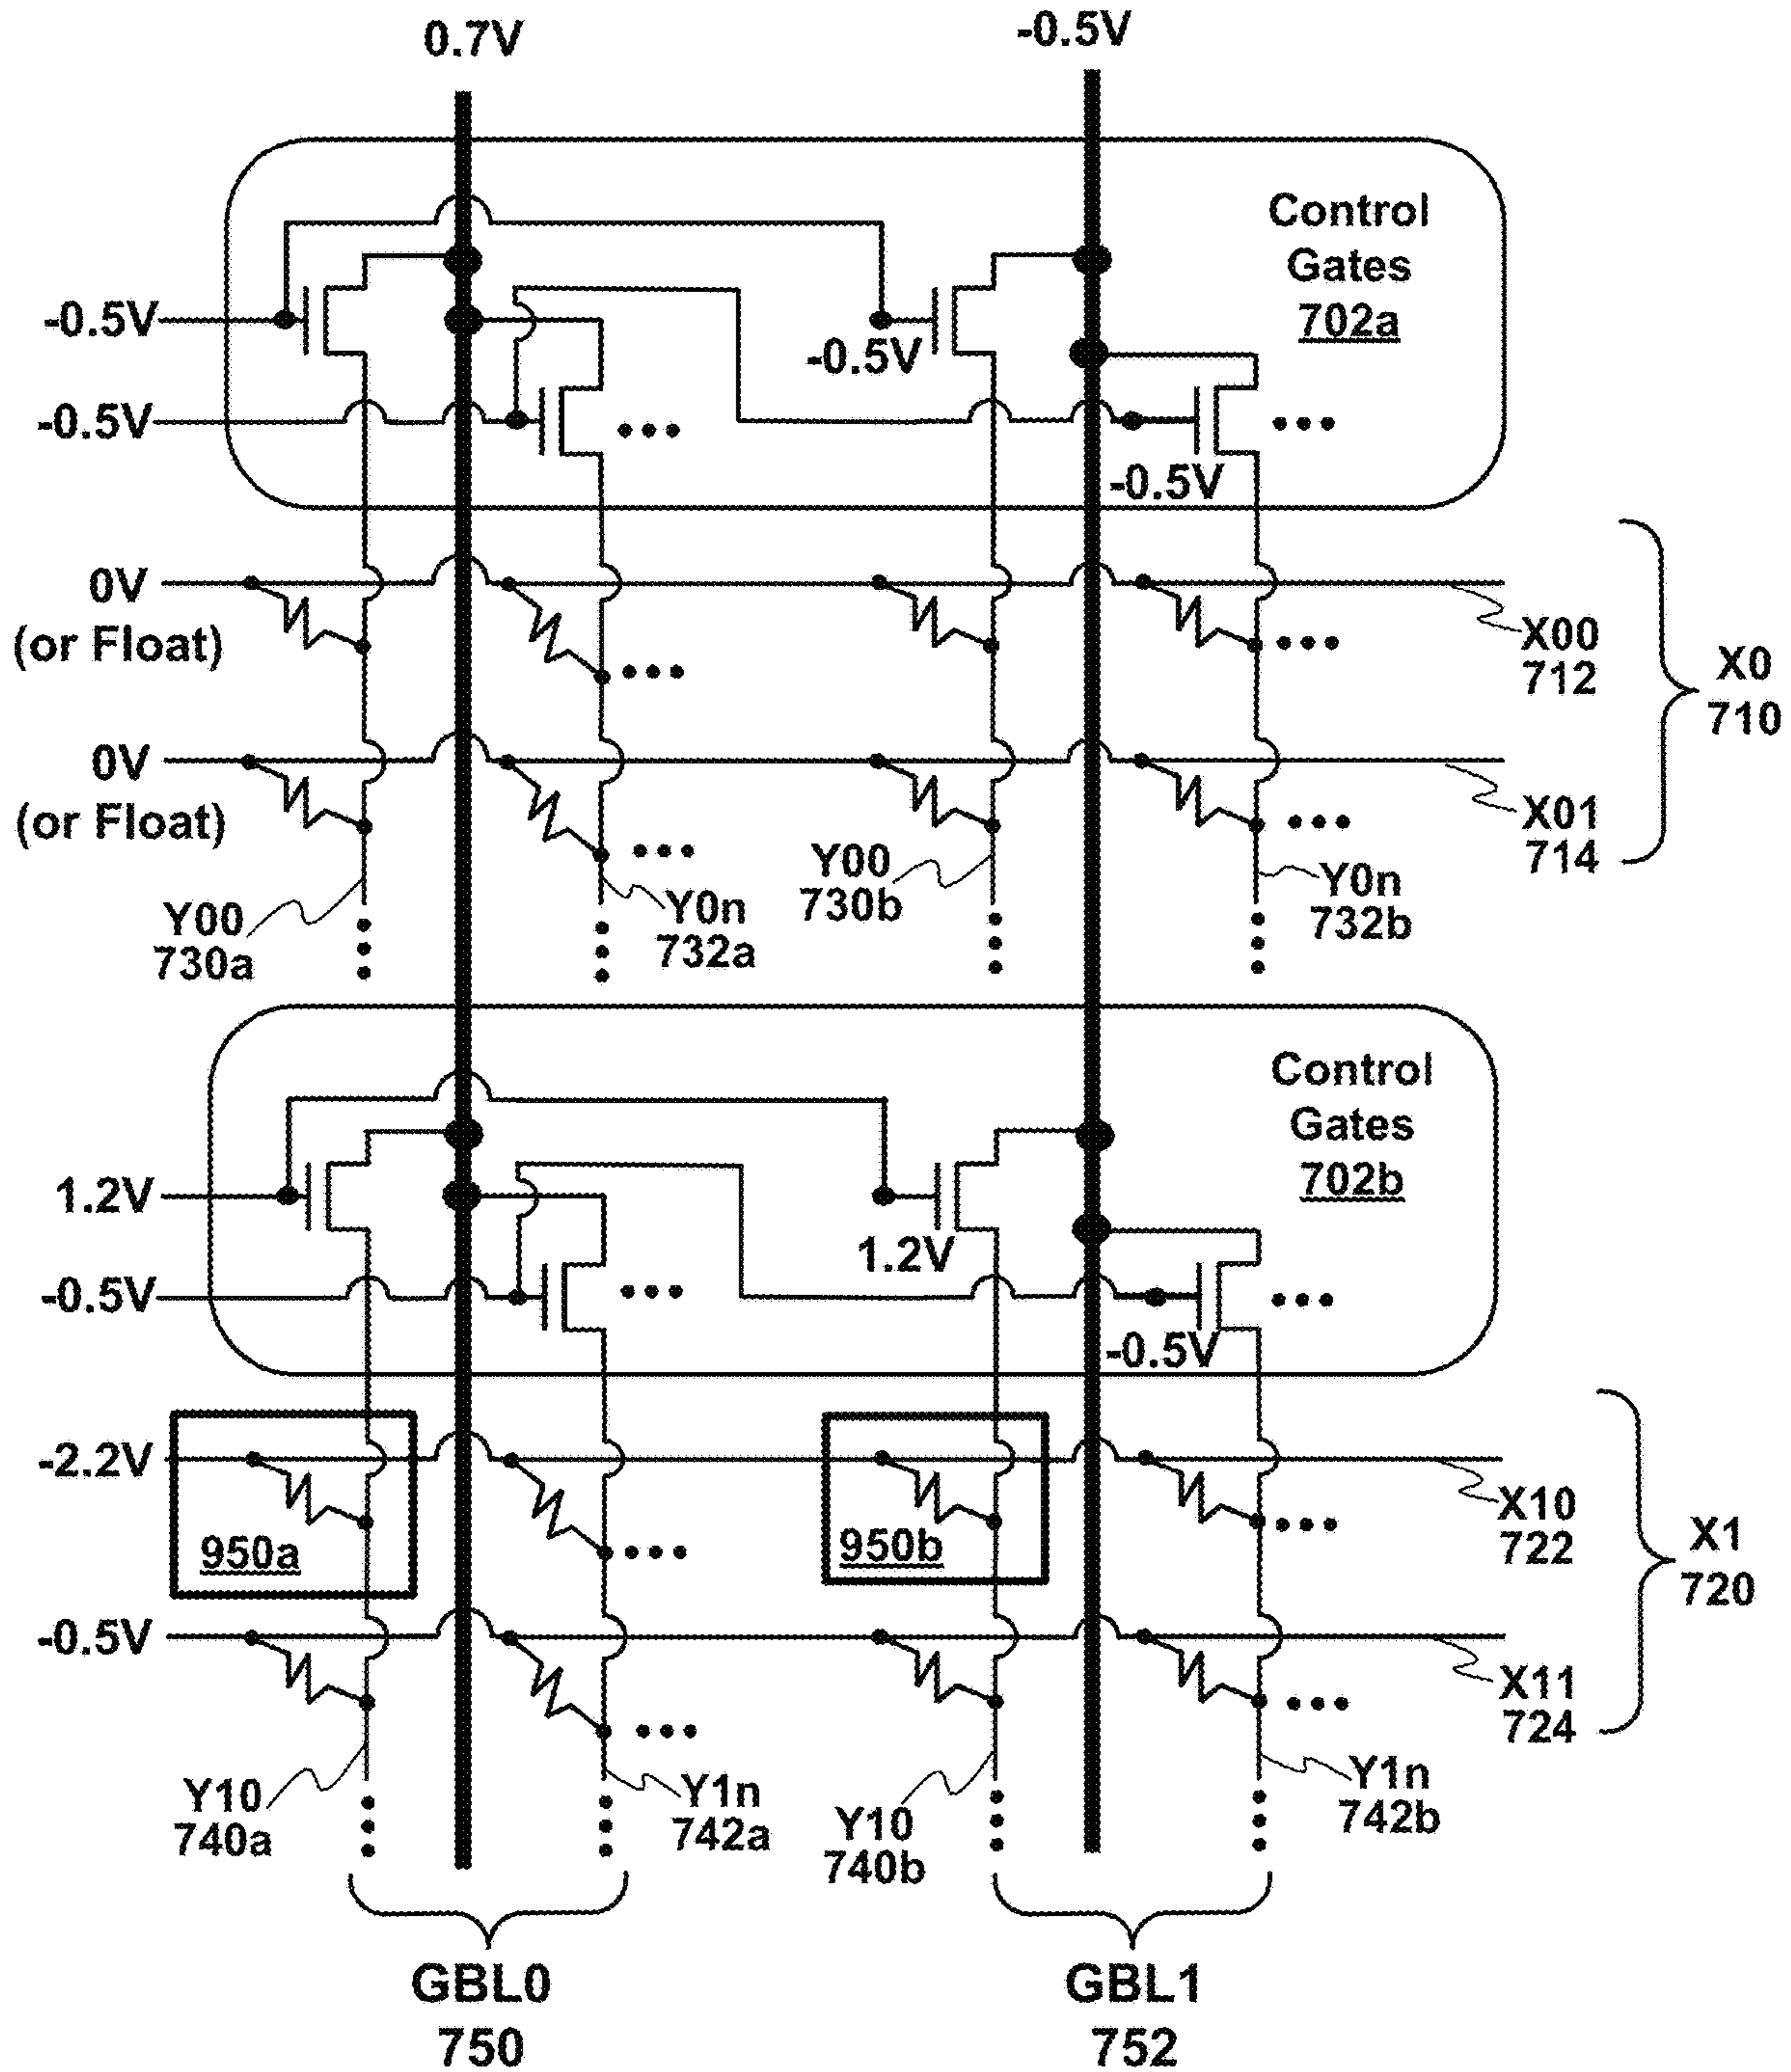 0.7V
-0.5V
Control
Gates
702a
-0.5V
-0.5V
-0.5V
-0.5V
0V
(or Float)
X00
712
X0
710
0V
(or Float)
X01
714
Y00
730a
Y0n
732a
Y00
730b
Y0n
732b
Control
Gates
702b
1.2V
1.2V
-0.5V
-0.5V
-2.2V
950a
950b
X10
722
X1
720
-0.5V
X11
724
Y10
740a
Y1n
742a
Y10
740b
Y1n
742b
GBL0
750
GBL1
752